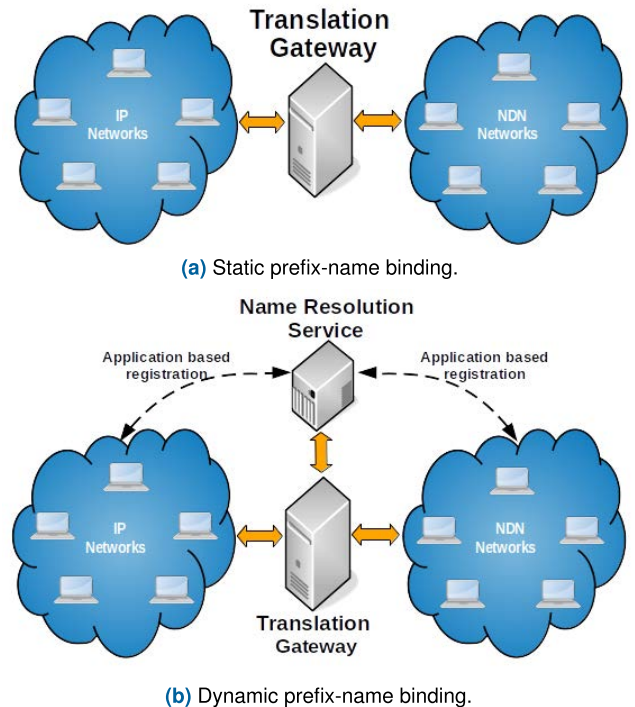 Translation
Gateway
IP
Networks
NDN
Networks
(a) Static prefix-name binding.
Name Resolution
Service
Application based
registration
Application based
registration
IP
Networks
NDN
Networks
Translation
Gateway
(b) Dynamic prefix-name binding.